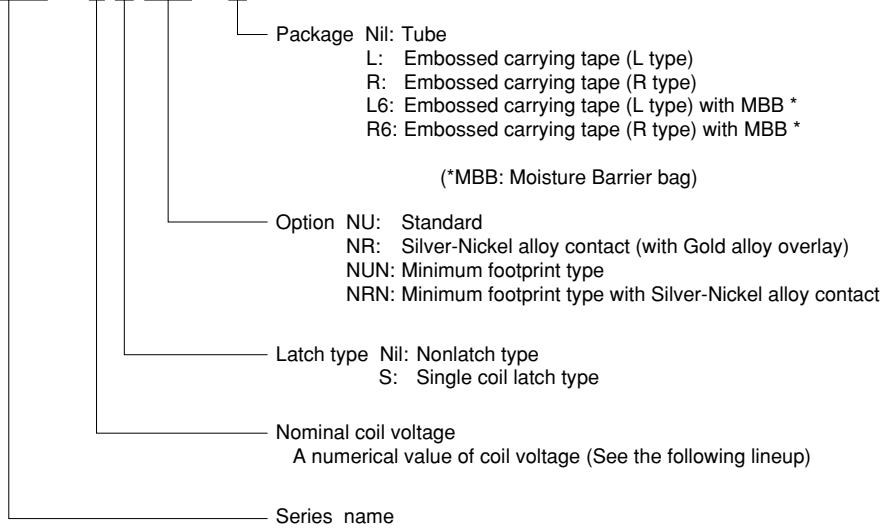 Package Nil: Tube
L: Embossed carrying tape (L type)
R: Embossed carrying tape (R type)
L6: Embossed carrying tape (L type) with MBB *
R6: Embossed carrying tape (R type) with MBB *
(*MBB: Moisture Barrier bag)
Option NU: Standard
NR: Silver-Nickel alloy contact (with Gold alloy overlay)
NUN: Minimum footprint type
NRN: Minimum footprint type with Silver-Nickel alloy contact
Latch type Nil: Nonlatch type
S: Single coil latch type
Nominal coil voltage
A numerical value of coil voltage (See the following lineup)
Series name